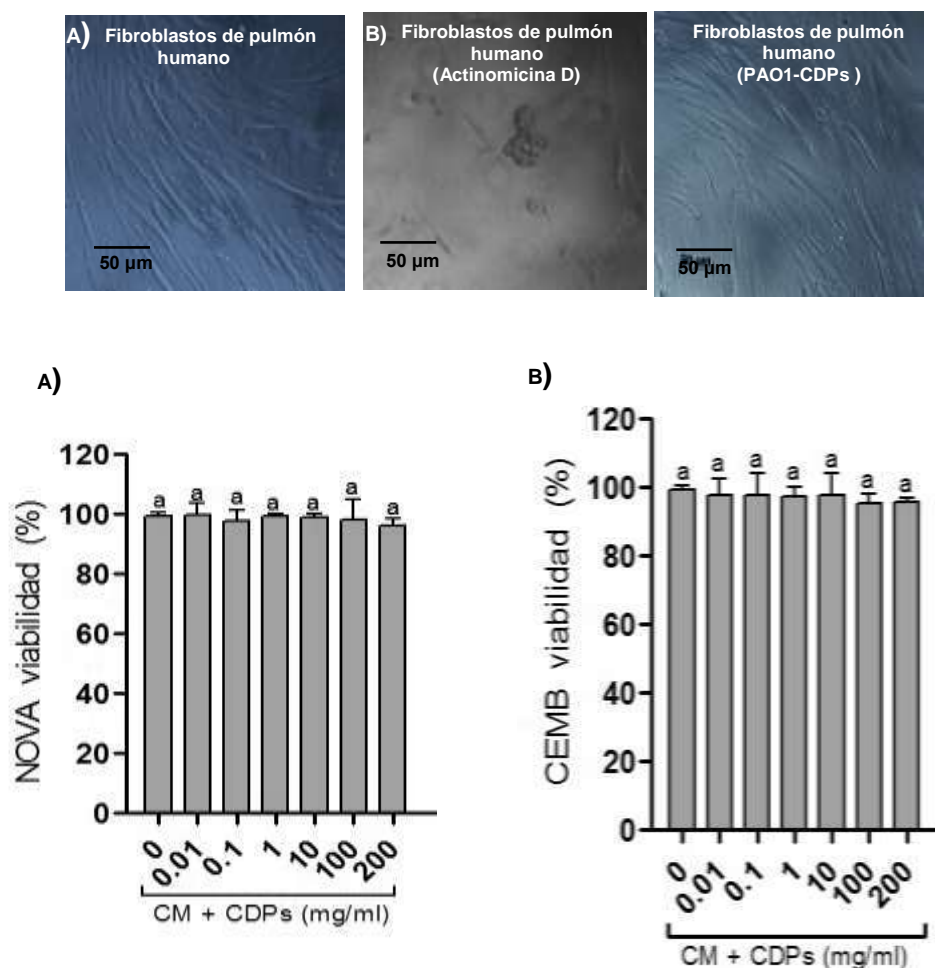 A) Fibroblastos de pulmón
humano
50 µm
B) Fibroblastos de pulmón
humano
(Actinomicina D)
50 µm
Fibroblastos de pulmón
humano
(PAO1-CDPs )
50 µm
A)
NOVA viabilidad (%)
120
100
80
60
40
20
0
a a a a a a a
0 0.01 0.1 1 10 100 200
CM + CDPs (mg/ml)
B)
CEMB viabilidad (%)
120
100
80
60
40
20
0
a a a a a a a
0 0.01 0.1 1 10 100 200
CM + CDPs (mg/ml)